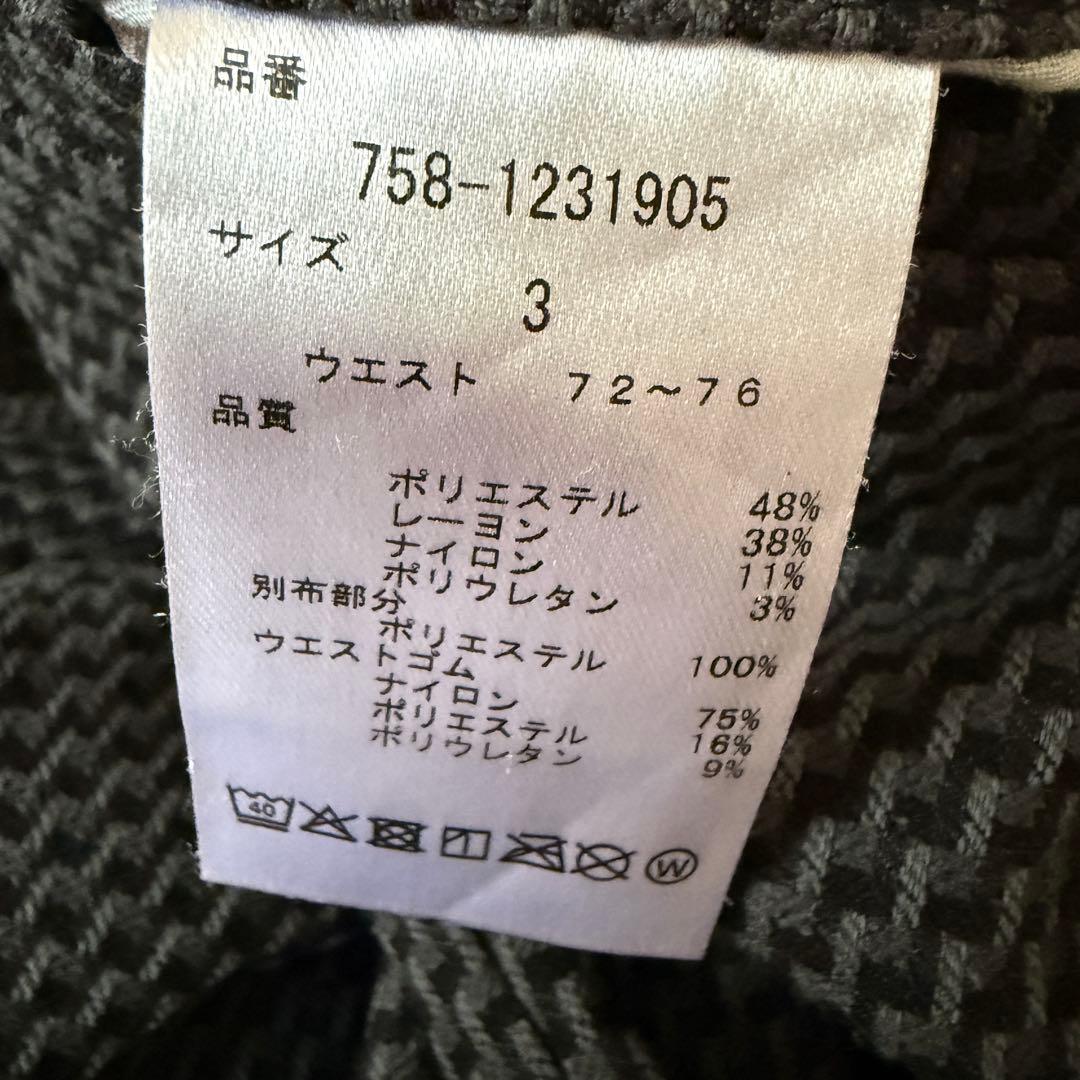 品番
758-1231905
サイズ
3
ウエスト 72～76
品質
ポリエステル 48%
レーヨン 38%
ナイロン 11%
ポリウレタン 3%
別布部分
ポリエステル 100%
ウエストゴム
ナイロン 75%
ポリエステル 16%
ポリウレタン 9%
40
W